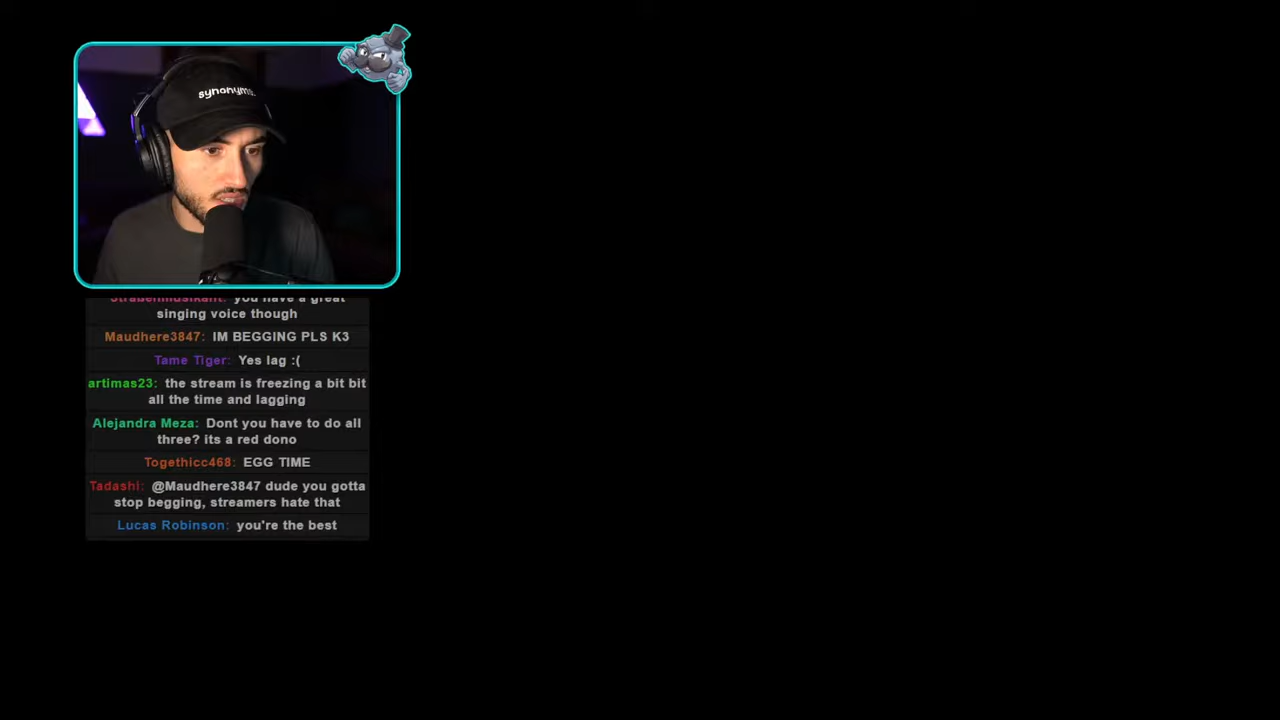 synonyms.
you have a great
singing voice though
Maudhere3847: IM BEGGING PLS K3
Tame Tiger: Yes lag :(
artimas23: the stream is freezing a bit bit
all the time and lagging
Alejandra Meza: Dont you have to do all
three? its a red dono
Togethicc468: EGG TIME
Tadashi: @Maudhere3847 dude you gotta
stop begging, streamers hate that
Lucas Robinson: you're the best